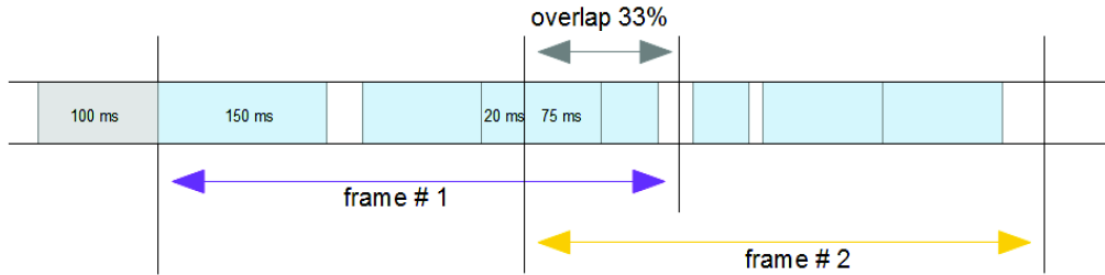 overlap 33%
100 ms
150 ms
20 ms
75 ms
frame # 1
frame # 2